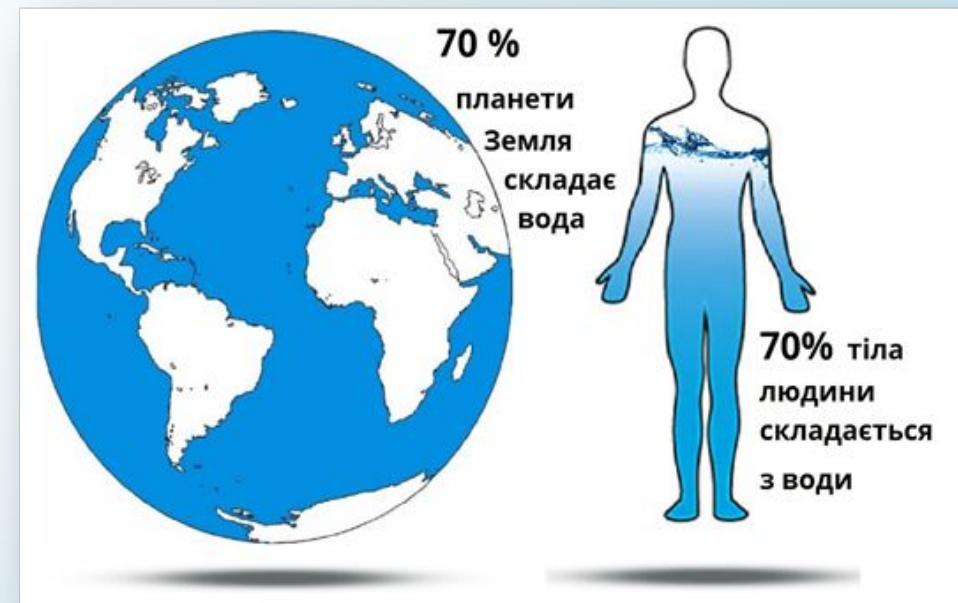 70 %
планети
Земля
складає
вода
70% тіла
людини
складається
з води